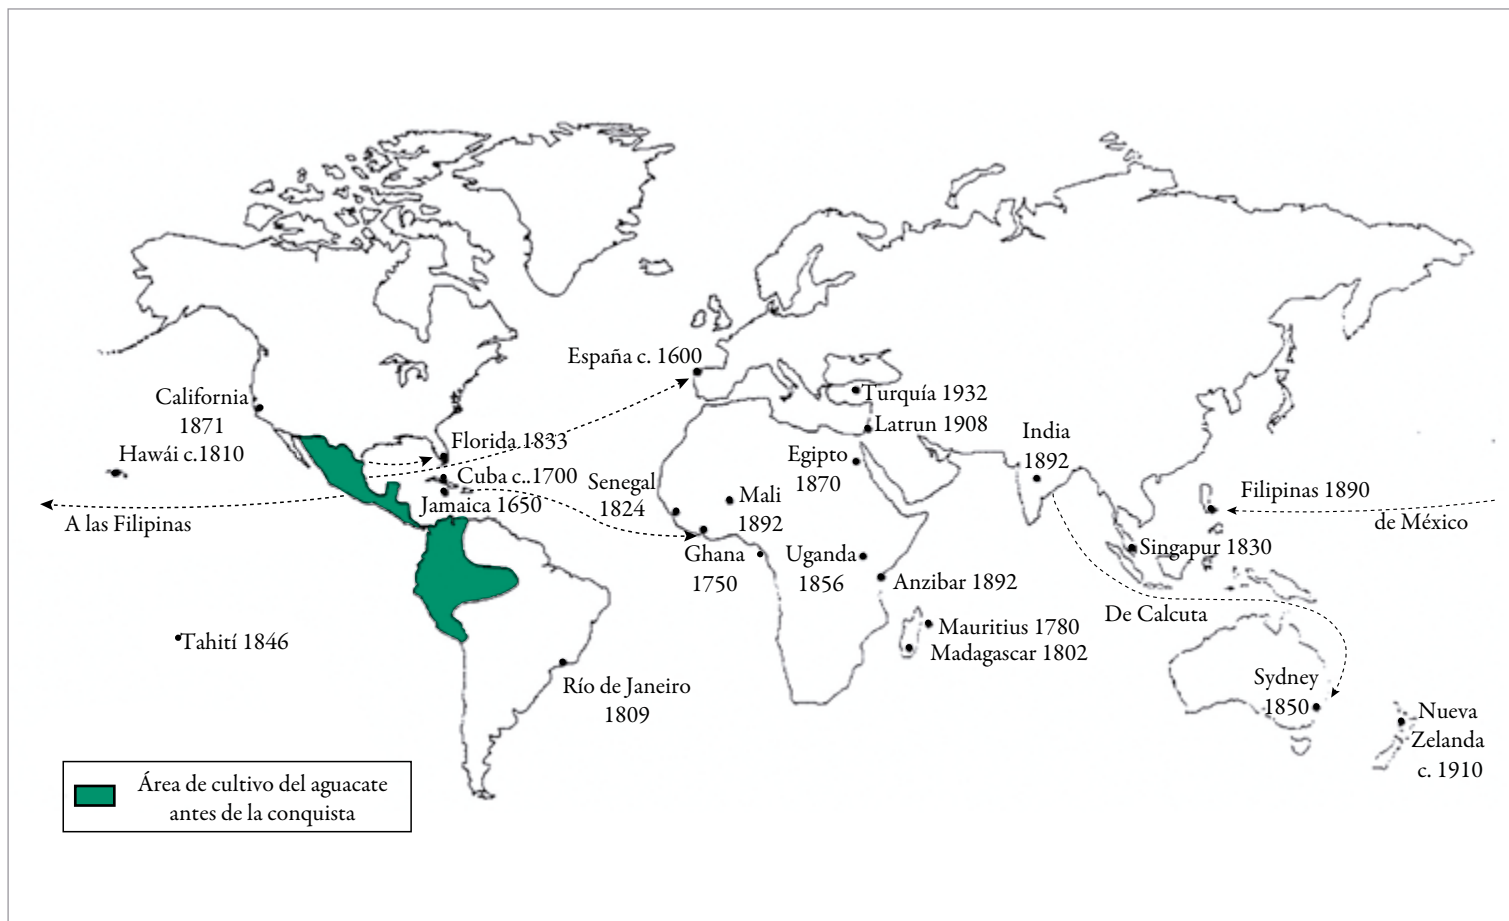 España c. 1600
California
1871
Hawái c.1810
Florida 1833
Cuba c..1700
Jamaica 1650
A las Filipinas
Senegal
1824
Mali
1892
Ghana
1750
Turquía 1932
Latrun 1908
Egipto
1870
Uganda
1856
Anzibar 1892
Mauritius 1780
Madagascar 1802
India
1892
Filipinas 1890
de México
Singapur 1830
De Calcuta
Sydney
1850
Nueva
Zelanda
c. 1910
Tahití 1846
Río de Janeiro
1809
Área de cultivo del aguacate
antes de la conquista